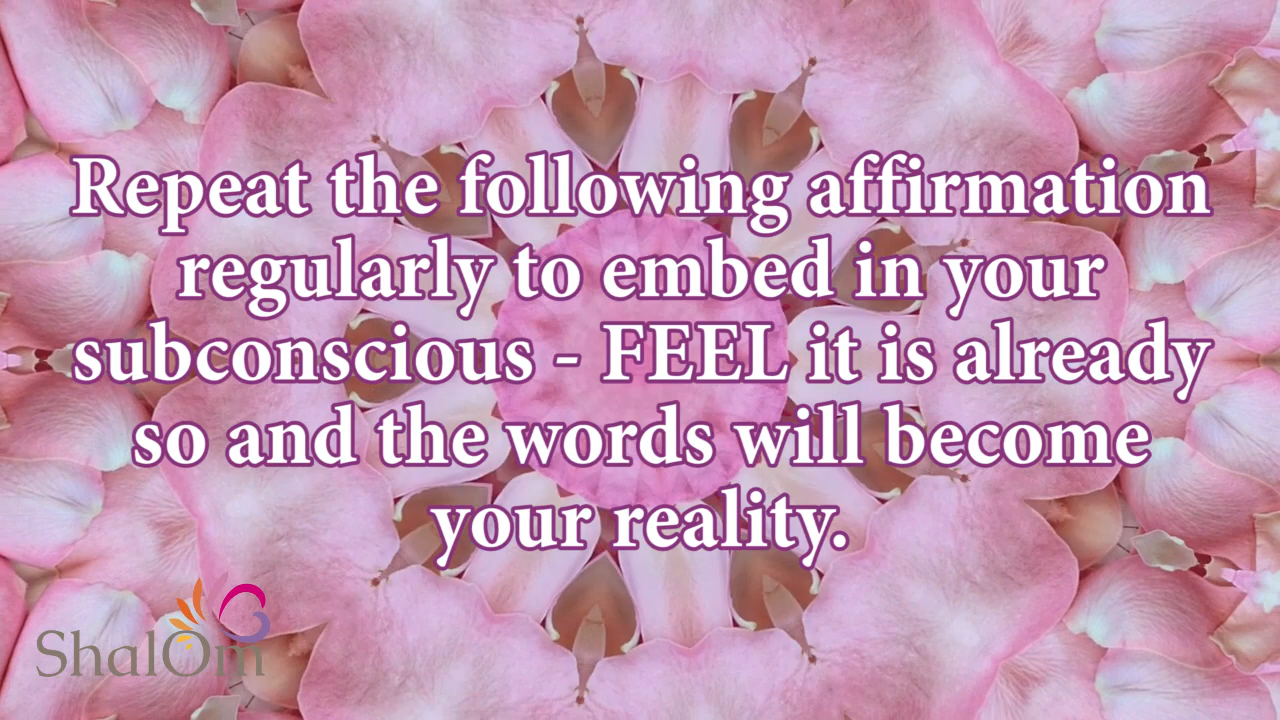 Repeat the following affirmation
regularly to embed in your
subconscious - FEEL it is already
so and the words will become
your reality.
ShalOm